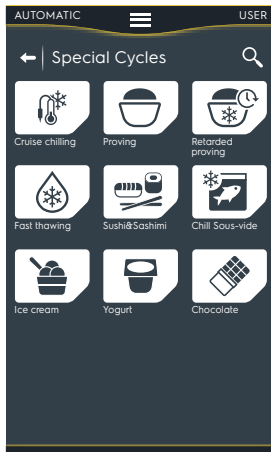 AUTOMATIC USER
Special Cycles
Cruise chilling Proving Retarded
proving
Fast thawing Sushi&Sashimi Chill Sous-vide
Ice cream Yogurt Chocolate